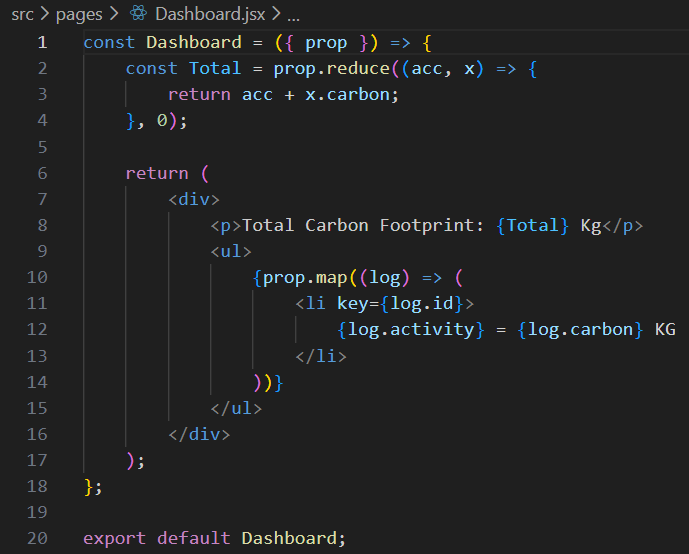 src > pages > Dashboard.jsx > ...
1 const Dashboard = ({ prop }) => {
2     const Total = prop.reduce((acc, x) => {
3         return acc + x.carbon;
4     }, 0);
5
6     return (
7         <div>
8             <p>Total Carbon Footprint: {Total} Kg</p>
9             <ul>
10                 {prop.map((log) => (
11                     <li key={log.id}>
12                         {log.activity} = {log.carbon} KG
13                     </li>
14                 ))}
15             </ul>
16         </div>
17     );
18 };
19
20 export default Dashboard;